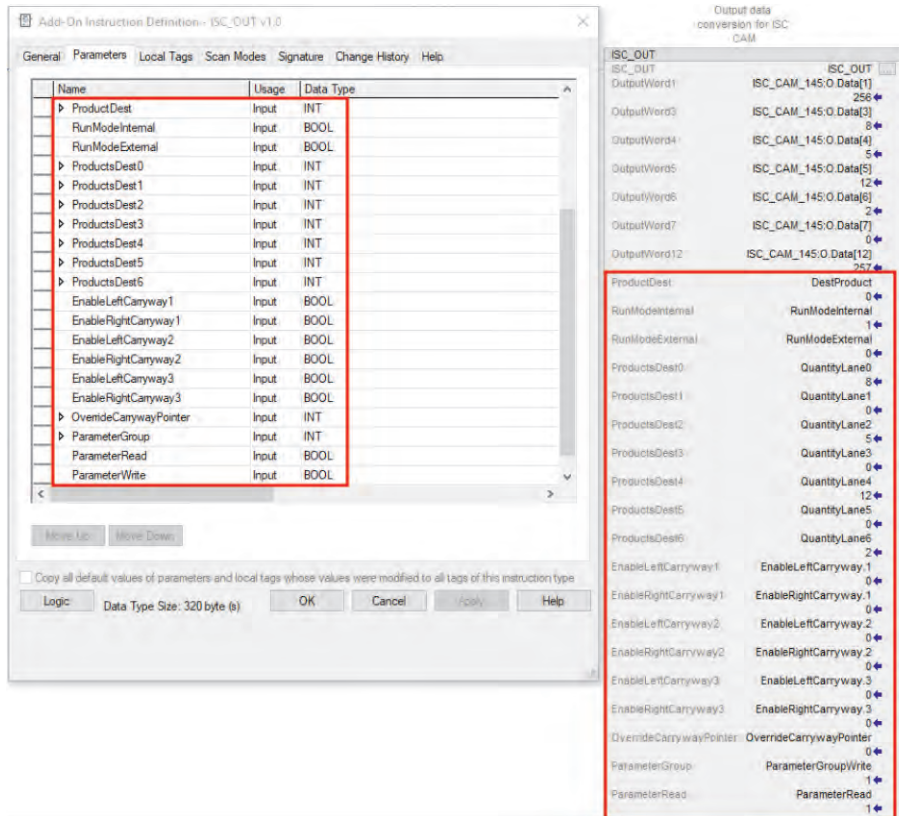 Add-On Instruction Definition - ISC_OUT v1.0
General Parameters Local Tags Scan Modes Signature Change History Help
Name Usage Data Type
ProductDest Input INT
RunModeInternal Input BOOL
RunModeExternal Input BOOL
ProductsDest0 Input INT
ProductsDest1 Input INT
ProductsDest2 Input INT
ProductsDest3 Input INT
ProductsDest4 Input INT
ProductsDest5 Input INT
ProductsDest6 Input INT
EnableLeftCarryway1 Input BOOL
EnableRightCarryway1 Input BOOL
EnableLeftCarryway2 Input BOOL
EnableRightCarryway2 Input BOOL
EnableLeftCarryway3 Input BOOL
EnableRightCarryway3 Input BOOL
OverrideCarrywayPointer Input INT
ParameterGroup Input INT
ParameterRead Input BOOL
ParameterWrite Input BOOL
Move Up Move Down
Copy all default values of parameters and local tags whose values were modified to all tags of this instruction type
Logic Data Type Size: 320 byte (s) OK Cancel Apply Help
Output data
conversion for ISC
CAM
ISC_OUT
ISC_OUT ISC_OUT ...
OutputWord1 ISC_CAM_145:O.Data[1]
256
OutputWord3 ISC_CAM_145:O.Data[3]
8
OutputWord4 ISC_CAM_145:O.Data[4]
5
OutputWord5 ISC_CAM_145:O.Data[5]
12
OutputWord6 ISC_CAM_145:O.Data[6]
2
OutputWord7 ISC_CAM_145:O.Data[7]
0
OutputWord12 ISC_CAM_145:O.Data[12]
257
ProductDest DestProduct
0
RunModeInternal RunModeInternal
1
RunModeExternal RunModeExternal
0
ProductsDest0 QuantityLane0
8
ProductsDest1 QuantityLane1
0
ProductsDest2 QuantityLane2
5
ProductsDest3 QuantityLane3
0
ProductsDest4 QuantityLane4
12
ProductsDest5 QuantityLane5
0
ProductsDest6 QuantityLane6
2
EnableLeftCarryway1 EnableLeftCarryway.1
0
EnableRightCarryway1 EnableRightCarryway.1
0
EnableLeftCarryway2 EnableLeftCarryway.2
0
EnableRightCarryway2 EnableRightCarryway.2
0
EnableLeftCarryway3 EnableLeftCarryway.3
0
EnableRightCarryway3 EnableRightCarryway.3
0
OverrideCarrywayPointer OverrideCarrywayPointer
0
ParameterGroup ParameterGroupWrite
1
ParameterRead ParameterRead
1